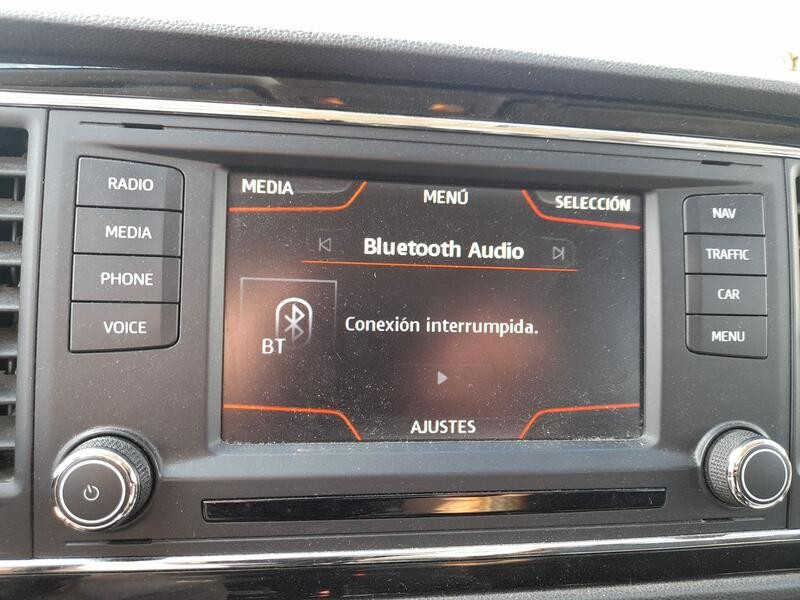 RADIO
MEDIA
PHONE
VOICE
MEDIA
MENÚ
SELECCIÓN
Bluetooth Audio
BT
Conexión interrumpida.
AJUSTES
NAV
TRAFFIC
CAR
MENU